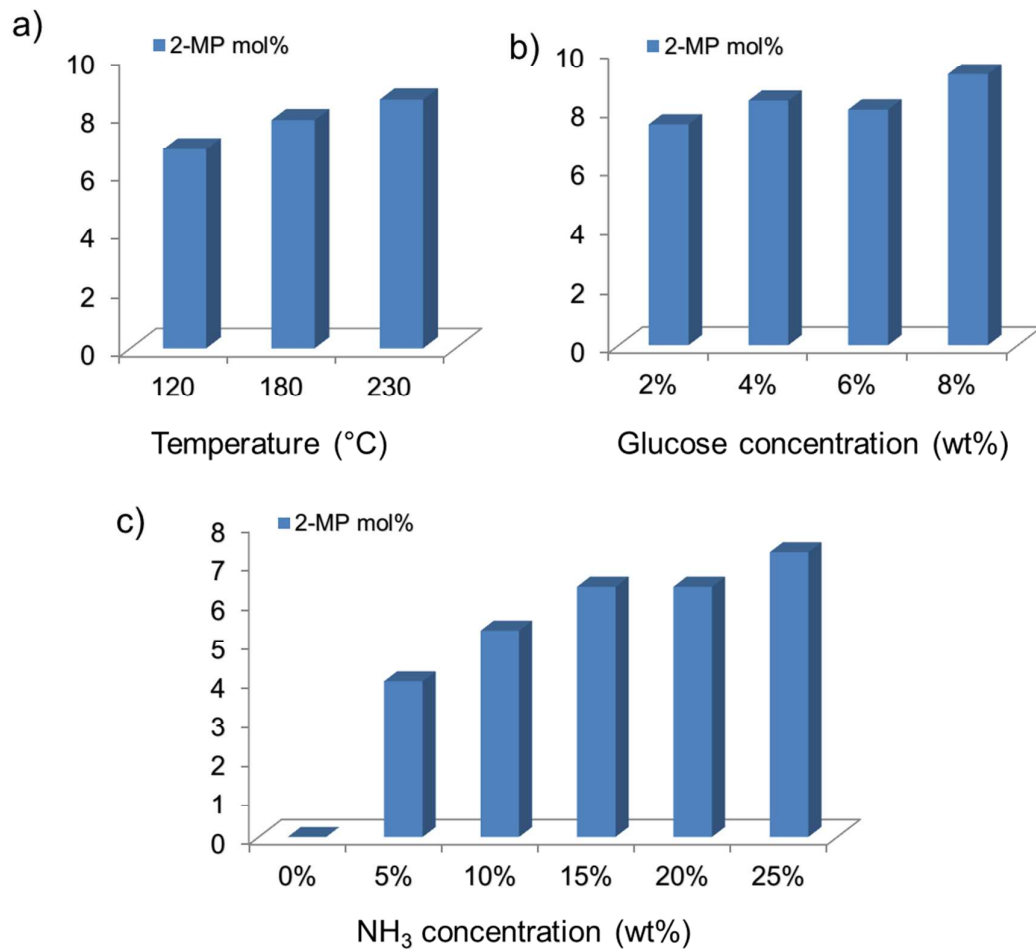 a)
2-MP mol%
10
8
6
4
2
0
120 180 230
Temperature (°C)
b)
2-MP mol%
10
8
6
4
2
0
2% 4% 6% 8%
Glucose concentration (wt%)
c)
2-MP mol%
8
7
6
5
4
3
2
1
0
0% 5% 10% 15% 20% 25%
NH₃ concentration (wt%)